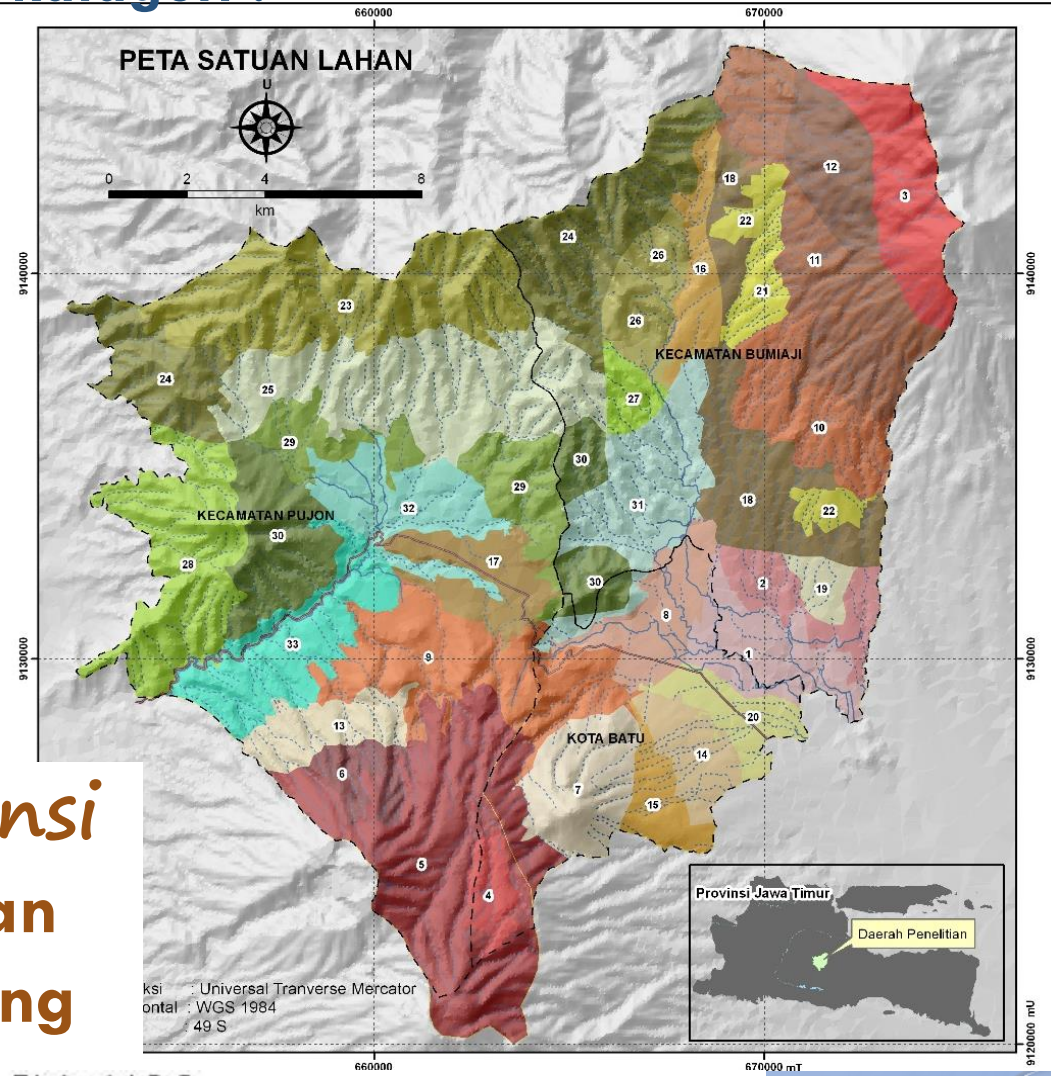 660000
670000
PETA SATUAN LAHAN
U
0 2 4 8
km
12
18
3
22
24
26
11
16
9140000
9140000
21
23
26
KECAMATAN BUMIAJI
24
25
27
10
29
30
29
18
31
32
22
KECAMATAN PUJON
30
17
28
30
2
19
8
33
9130000
9
1
9130000
20
13
KOTA BATU
14
6
7
15
nsi
5
an
4
ng
Provinsi Jawa Timur
Daerah Penelitian
ksi : Universal Tranverse Mercator
ontal : WGS 1984
: 49 S
9120000 mU
660000
670000 mT